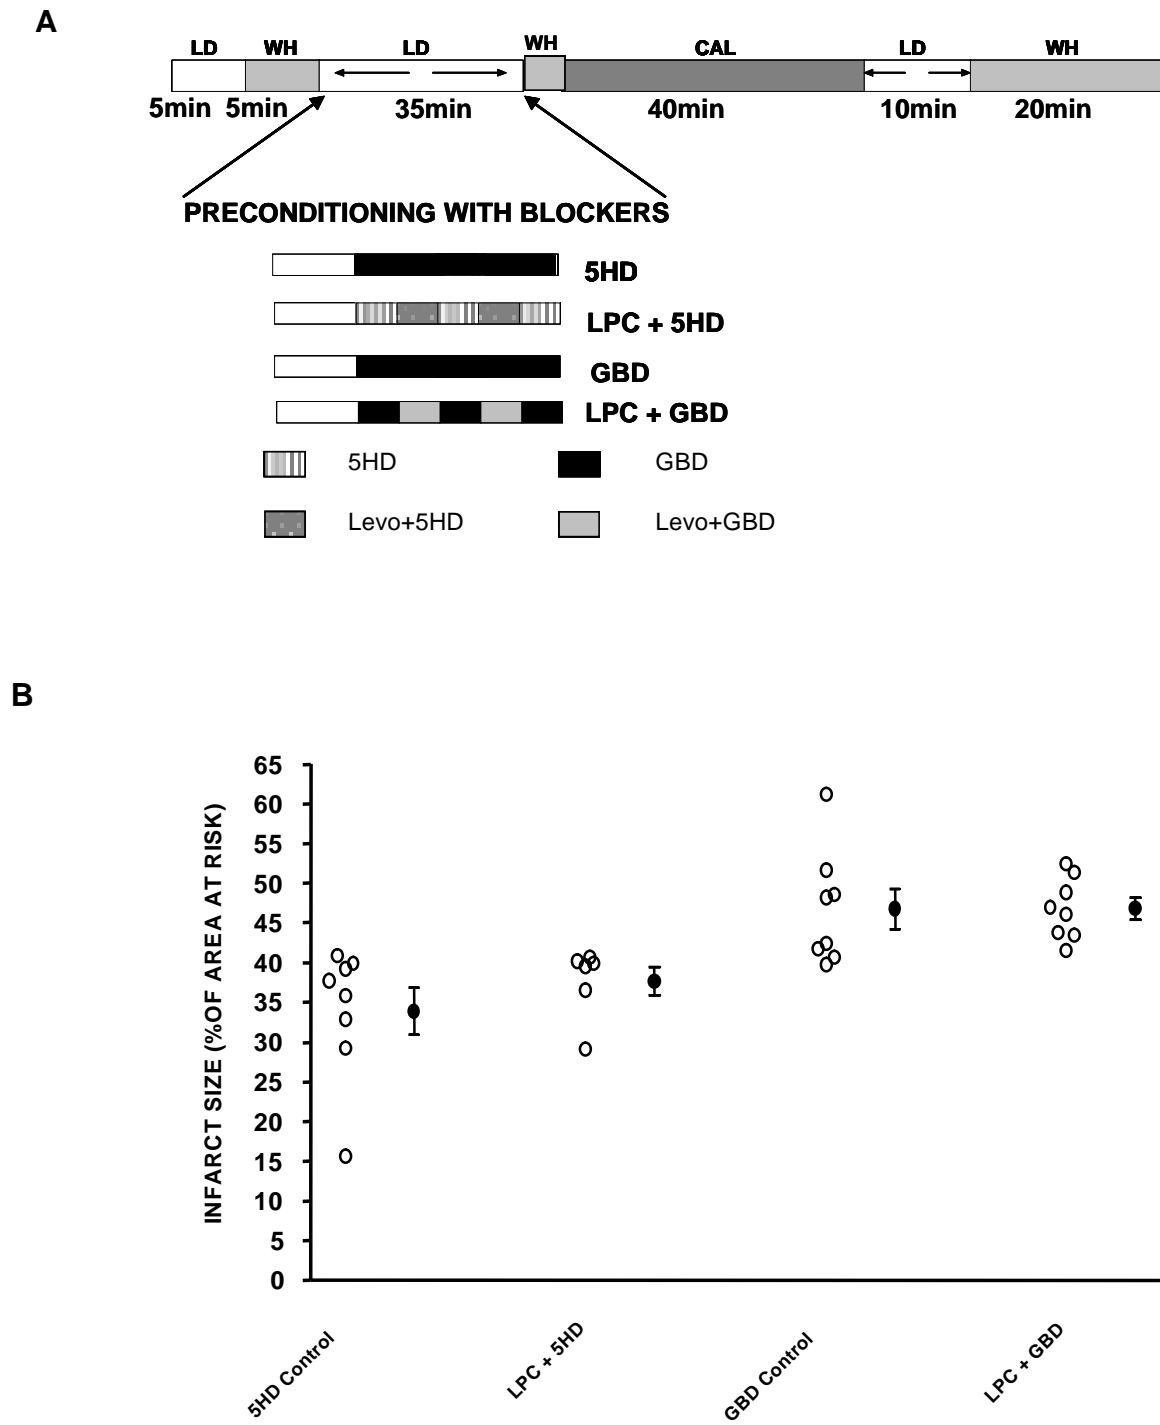 A
LD WH LD WH CAL LD WH
5min 5min 35min 40min 10min 20min
PRECONDITIONING WITH BLOCKERS
5HD
LPC + 5HD
GBD
LPC + GBD
5HD GBD
Levo+5HD Levo+GBD
B
INFARCT SIZE (%OF AREA AT RISK)
65
60
55
50
45
40
35
30
25
20
15
10
5
0
5HD Control LPC + 5HD GBD Control LPC + GBD